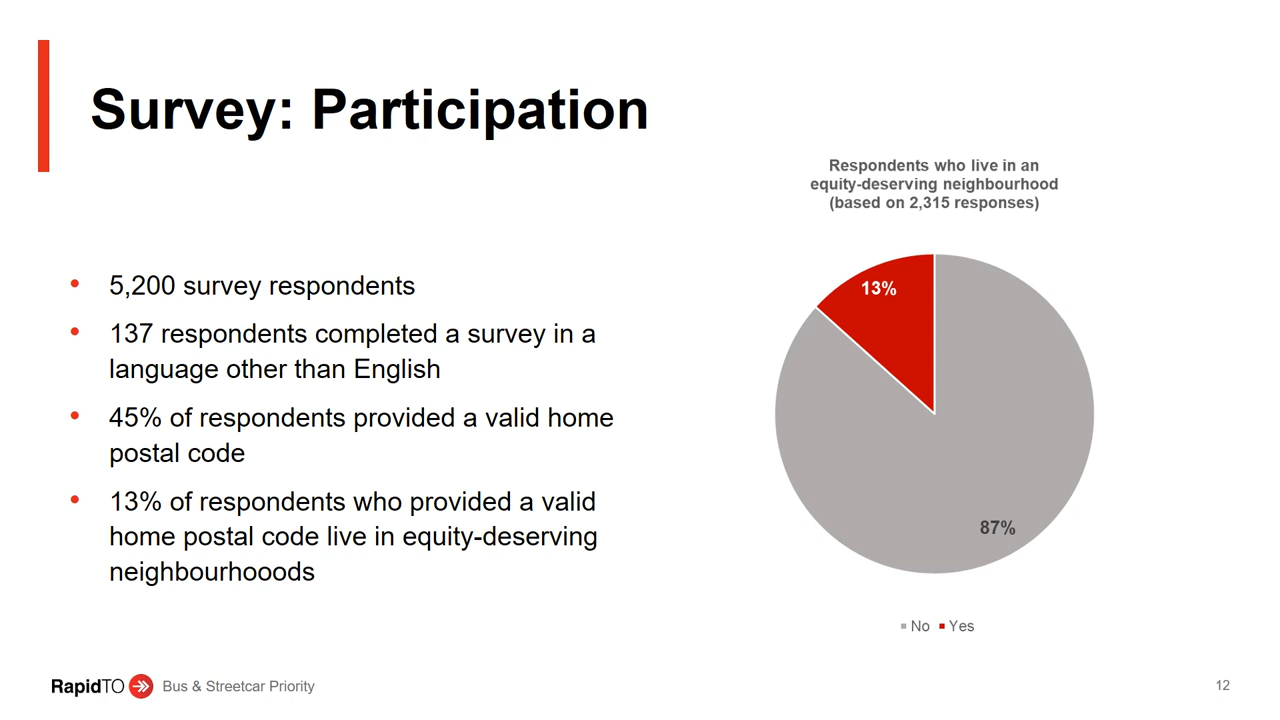 Survey: Participation
Respondents who live in an
equity-deserving neighbourhood
(based on 2,315 responses)
• 5,200 survey respondents
• 137 respondents completed a survey in a
language other than English
• 45% of respondents provided a valid home
postal code
• 13% of respondents who provided a valid
home postal code live in equity-deserving
neighbourhooods
13%
87%
No Yes
RapidTO Bus & Streetcar Priority
12